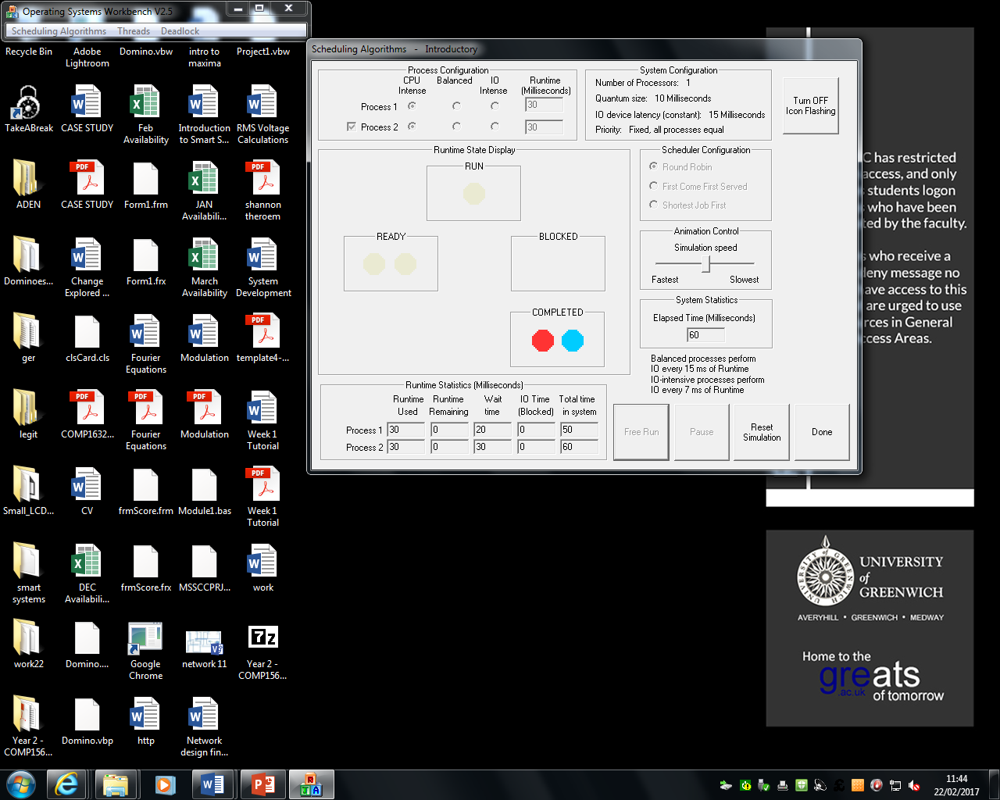 Operating Systems Workbench V2.5
Scheduling Algorithms Threads Deadlock
Recycle Bin
Adobe Lightroom
Domino.vbw
intro to maxima
Project1.vbw
TakeABreak
CASE STUDY
Feb Availability
Introduction to Smart S...
RMS Voltage Calculations
ADEN
CASE STUDY
Form1.frm
JAN Availabili...
shannon theroem
Dominoes...
Change Explored ...
Form1.frx
March Availability
System Development
ger
clsCard.cls
Fourier Equations
Modulation
template4-...
legit
COMP1632...
Fourier Equations
Modulation
Week 1 Tutorial
Small_LCD...
CV
frmScore.frm
Module1.bas
Week 1 Tutorial
smart systems
DEC Availabili...
frmScore.frx
MSSCCPRJ...
work
work22
Domino....
Google Chrome
network 11
Year 2 - COMP156...
Year 2 - COMP156...
Domino.vbp
http
Network design fin...
Scheduling Algorithms - Introductory
Process Configuration
CPU Intense Balanced IO Intense Runtime (Milliseconds)
Process 1 30
Process 2 30
System Configuration
Number of Processors: 1
Quantum size: 10 Milliseconds
IO device latency (constant): 15 Milliseconds
Priority: Fixed, all processes equal
Turn OFF
Icon Flashing
Runtime State Display
RUN
READY
BLOCKED
COMPLETED
Scheduler Configuration
Round Robin
First Come First Served
Shortest Job First
Animation Control
Simulation speed
Fastest Slowest
System Statistics
Elapsed Time (Milliseconds)
60
Balanced processes perform
IO every 15 ms of Runtime
IO-intensive processes perform
IO every 7 ms of Runtime
Runtime Statistics (Milliseconds)
Runtime Used Runtime Remaining Wait time IO Time (Blocked) Total time in system
Process 1 30 0 20 0 50
Process 2 30 0 30 0 60
Free Run
Pause
Reset Simulation
Done
C has restricted
access, and only
students logon
who have been
ted by the faculty.
who receive a
deny message no
ave access to this
are urged to use
rces in General
ccess Areas.
UNIVERSITY
of
GREENWICH
AVERYHILL • GREENWICH • MEDWAY
Home to the
greats
.ac.uk
of tomorrow
11:44
22/02/2017